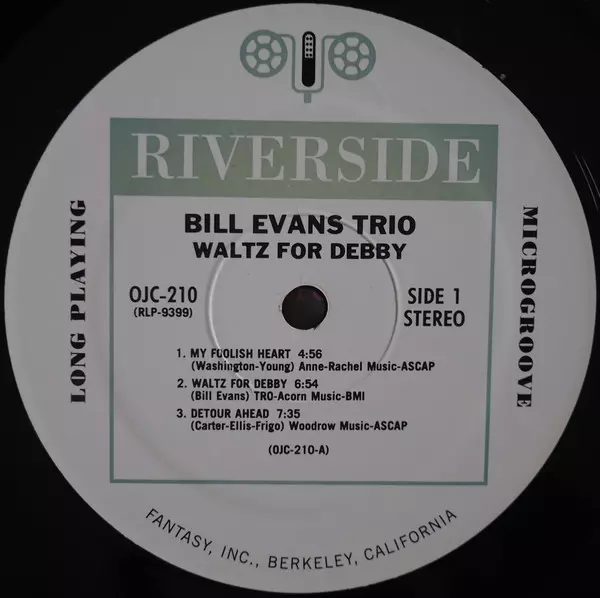 RIVERSIDE
BILL EVANS TRIO
WALTZ FOR DEBBY
OJC-210
(RLP-9399)
SIDE 1
STEREO
LONG PLAYING
MICROGROOVE
1. MY FOOLISH HEART 4:56
(Washington-Young) Anne-Rachel Music-ASCAP
2. WALTZ FOR DEBBY 6:54
(Bill Evans) TRO-Acorn Music-BMI
3. DETOUR AHEAD 7:35
(Carter-Ellis-Frigo) Woodrow Music-ASCAP
(OJC-210-A)
FANTASY, INC., BERKELEY, CALIFORNIA